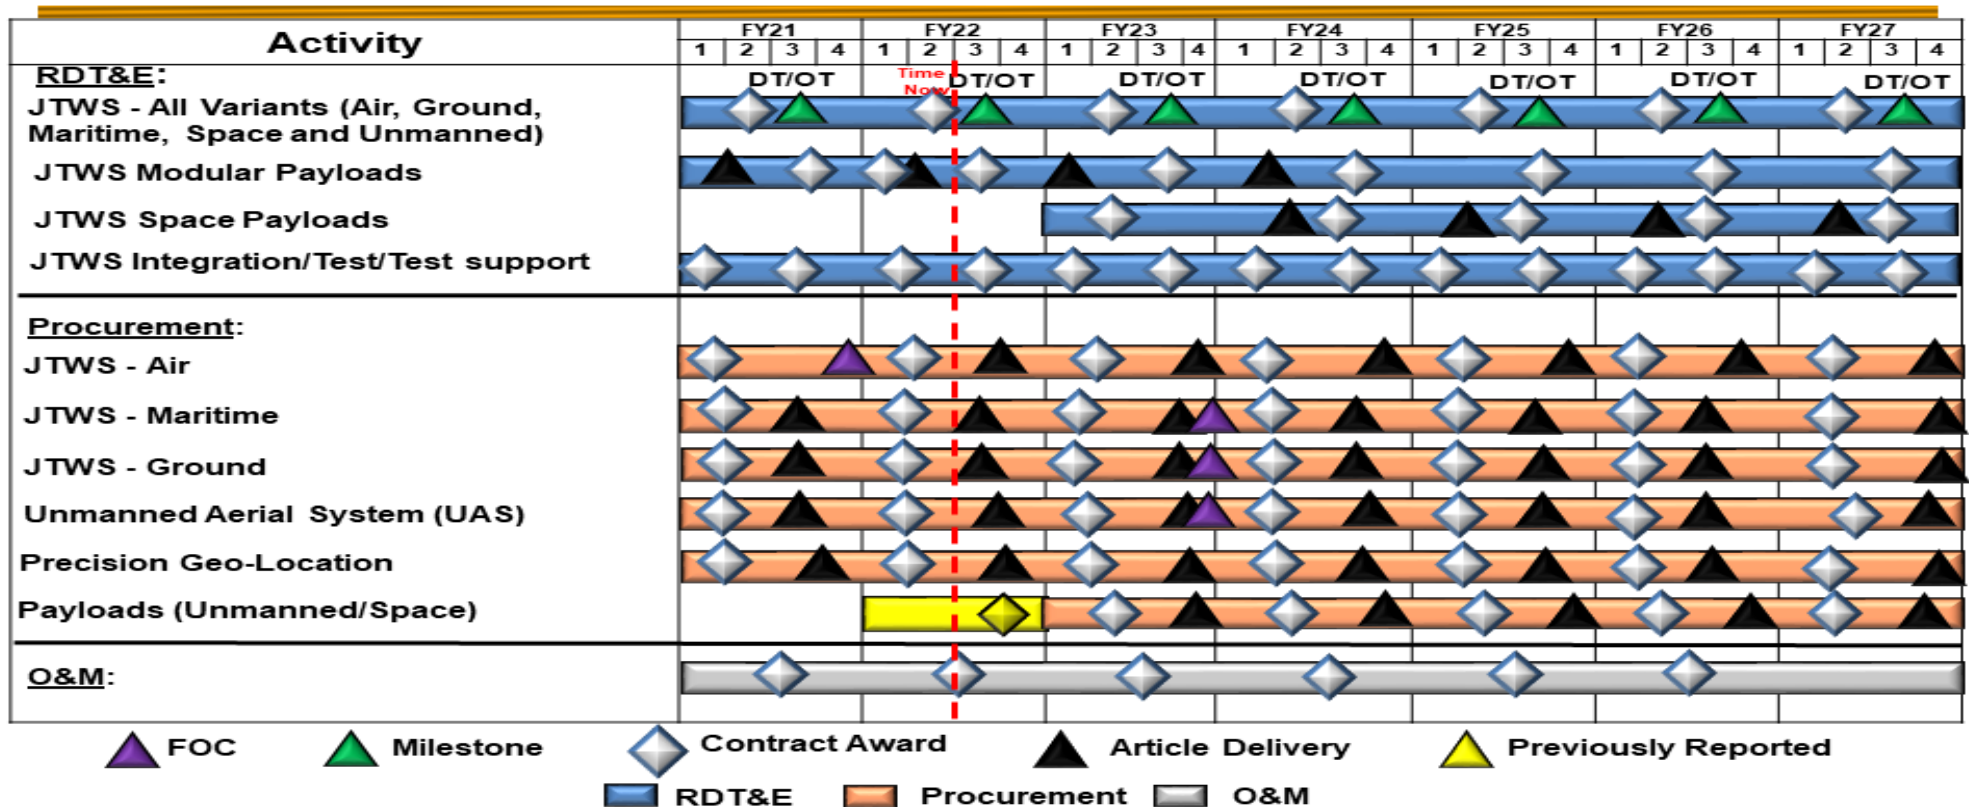 Activity
FY21 FY22 FY23 FY24 FY25 FY26 FY27
1 2 3 4 1 2 3 4 1 2 3 4 1 2 3 4 1 2 3 4 1 2 3 4 1 2 3 4
RDT&E:
DT/OT Time Now DT/OT DT/OT DT/OT DT/OT DT/OT DT/OT
JTWS - All Variants (Air, Ground,
Maritime, Space and Unmanned)
JTWS Modular Payloads
JTWS Space Payloads
JTWS Integration/Test/Test support
Procurement:
JTWS - Air
JTWS - Maritime
JTWS - Ground
Unmanned Aerial System (UAS)
Precision Geo-Location
Payloads (Unmanned/Space)
O&M:
FOC Milestone Contract Award Article Delivery Previously Reported
RDT&E Procurement O&M